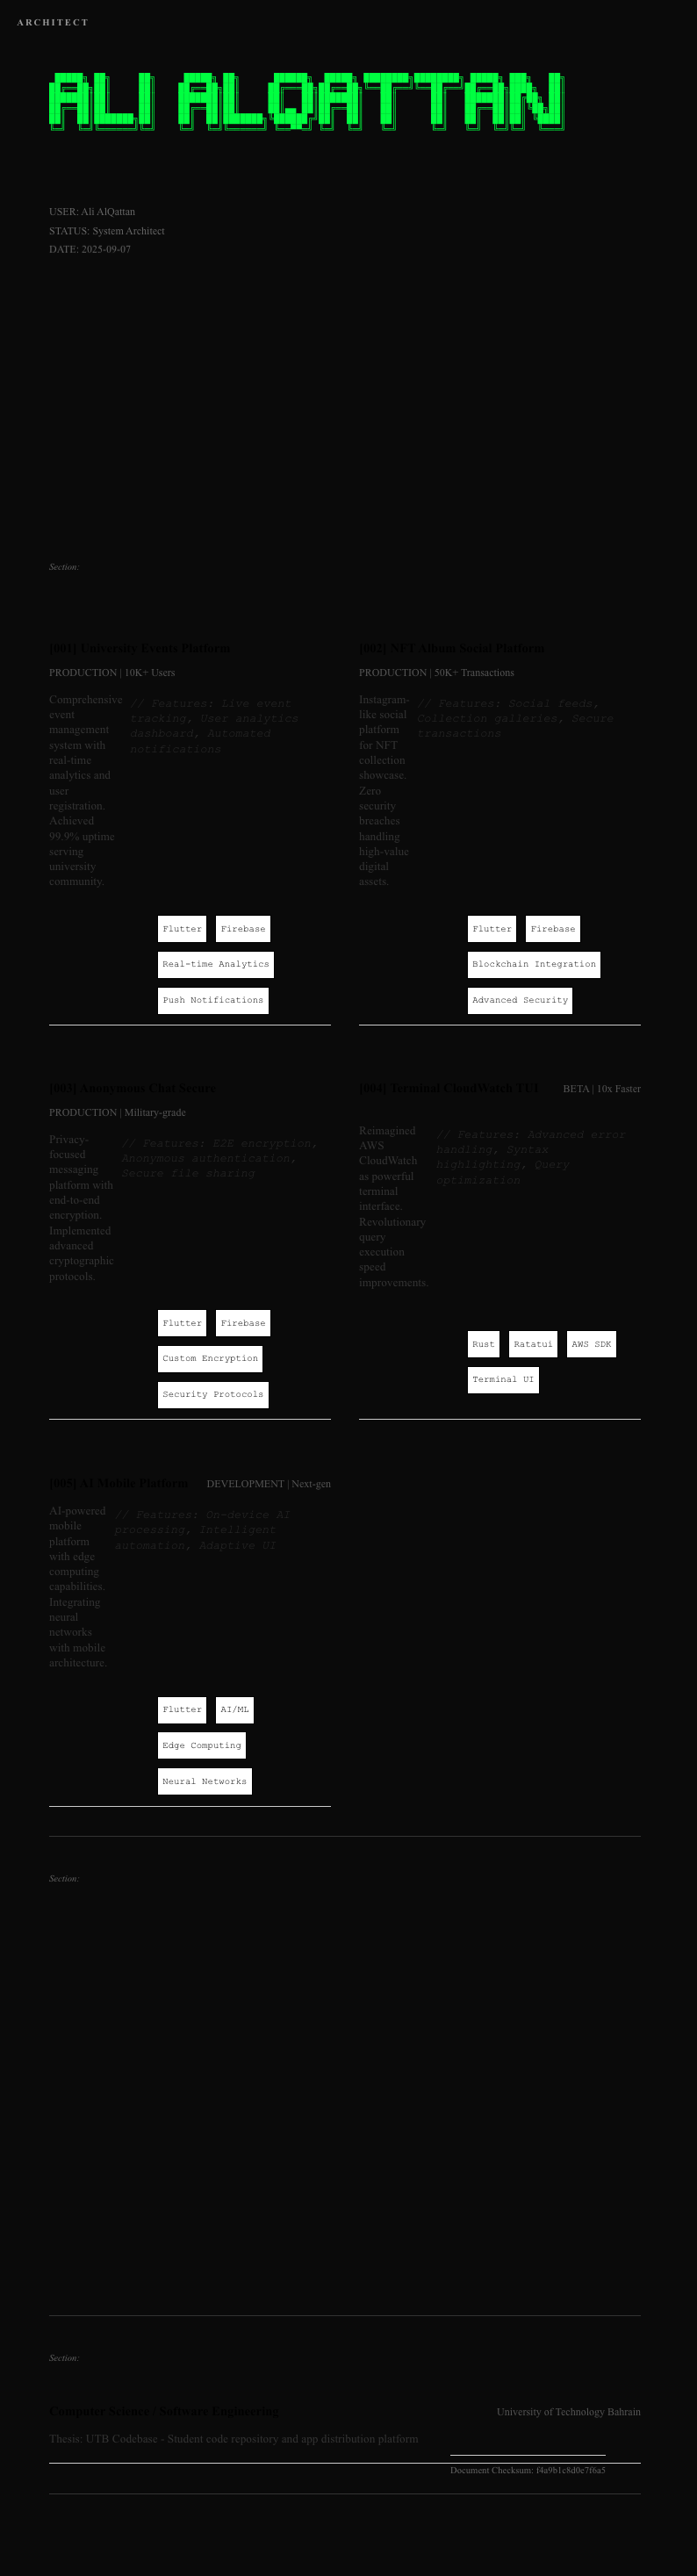 ARCHITECT
ALI ALQATTAN
USER: Ali AlQattan
STATUS: System Architect
DATE: 2025-09-07
Section:
[001] University Events Platform
PRODUCTION | 10K+ Users
Comprehensive
event
management
system with
real-time
analytics and
user
registration.
Achieved
99.9% uptime
serving
university
community.
// Features: Live event
tracking, User analytics
dashboard, Automated
notifications
Flutter Firebase
Real-time Analytics
Push Notifications
[002] NFT Album Social Platform
PRODUCTION | 50K+ Transactions
Instagram-
like social
platform
for NFT
collection
showcase.
Zero
security
breaches
handling
high-value
digital
assets.
// Features: Social feeds,
Collection galleries, Secure
transactions
Flutter Firebase
Blockchain Integration
Advanced Security
[003] Anonymous Chat Secure
PRODUCTION | Military-grade
Privacy-
focused
messaging
platform with
end-to-end
encryption.
Implemented
advanced
cryptographic
protocols.
// Features: E2E encryption,
Anonymous authentication,
Secure file sharing
Flutter Firebase
Custom Encryption
Security Protocols
[004] Terminal CloudWatch TUI
BETA | 10x Faster
Reimagined
AWS
CloudWatch
as powerful
terminal
interface.
Revolutionary
query
execution
speed
improvements.
// Features: Advanced error
handling, Syntax
highlighting, Query
optimization
Rust Ratatui AWS SDK
Terminal UI
[005] AI Mobile Platform
DEVELOPMENT | Next-gen
AI-powered
mobile
platform
with edge
computing
capabilities.
Integrating
neural
networks
with mobile
architecture.
// Features: On-device AI
processing, Intelligent
automation, Adaptive UI
Flutter AI/ML
Edge Computing
Neural Networks
Section:
Section:
Computer Science / Software Engineering
University of Technology Bahrain
Thesis: UTB Codebase - Student code repository and app distribution platform
Document Checksum: f4a9b1c8d0e7f6a5